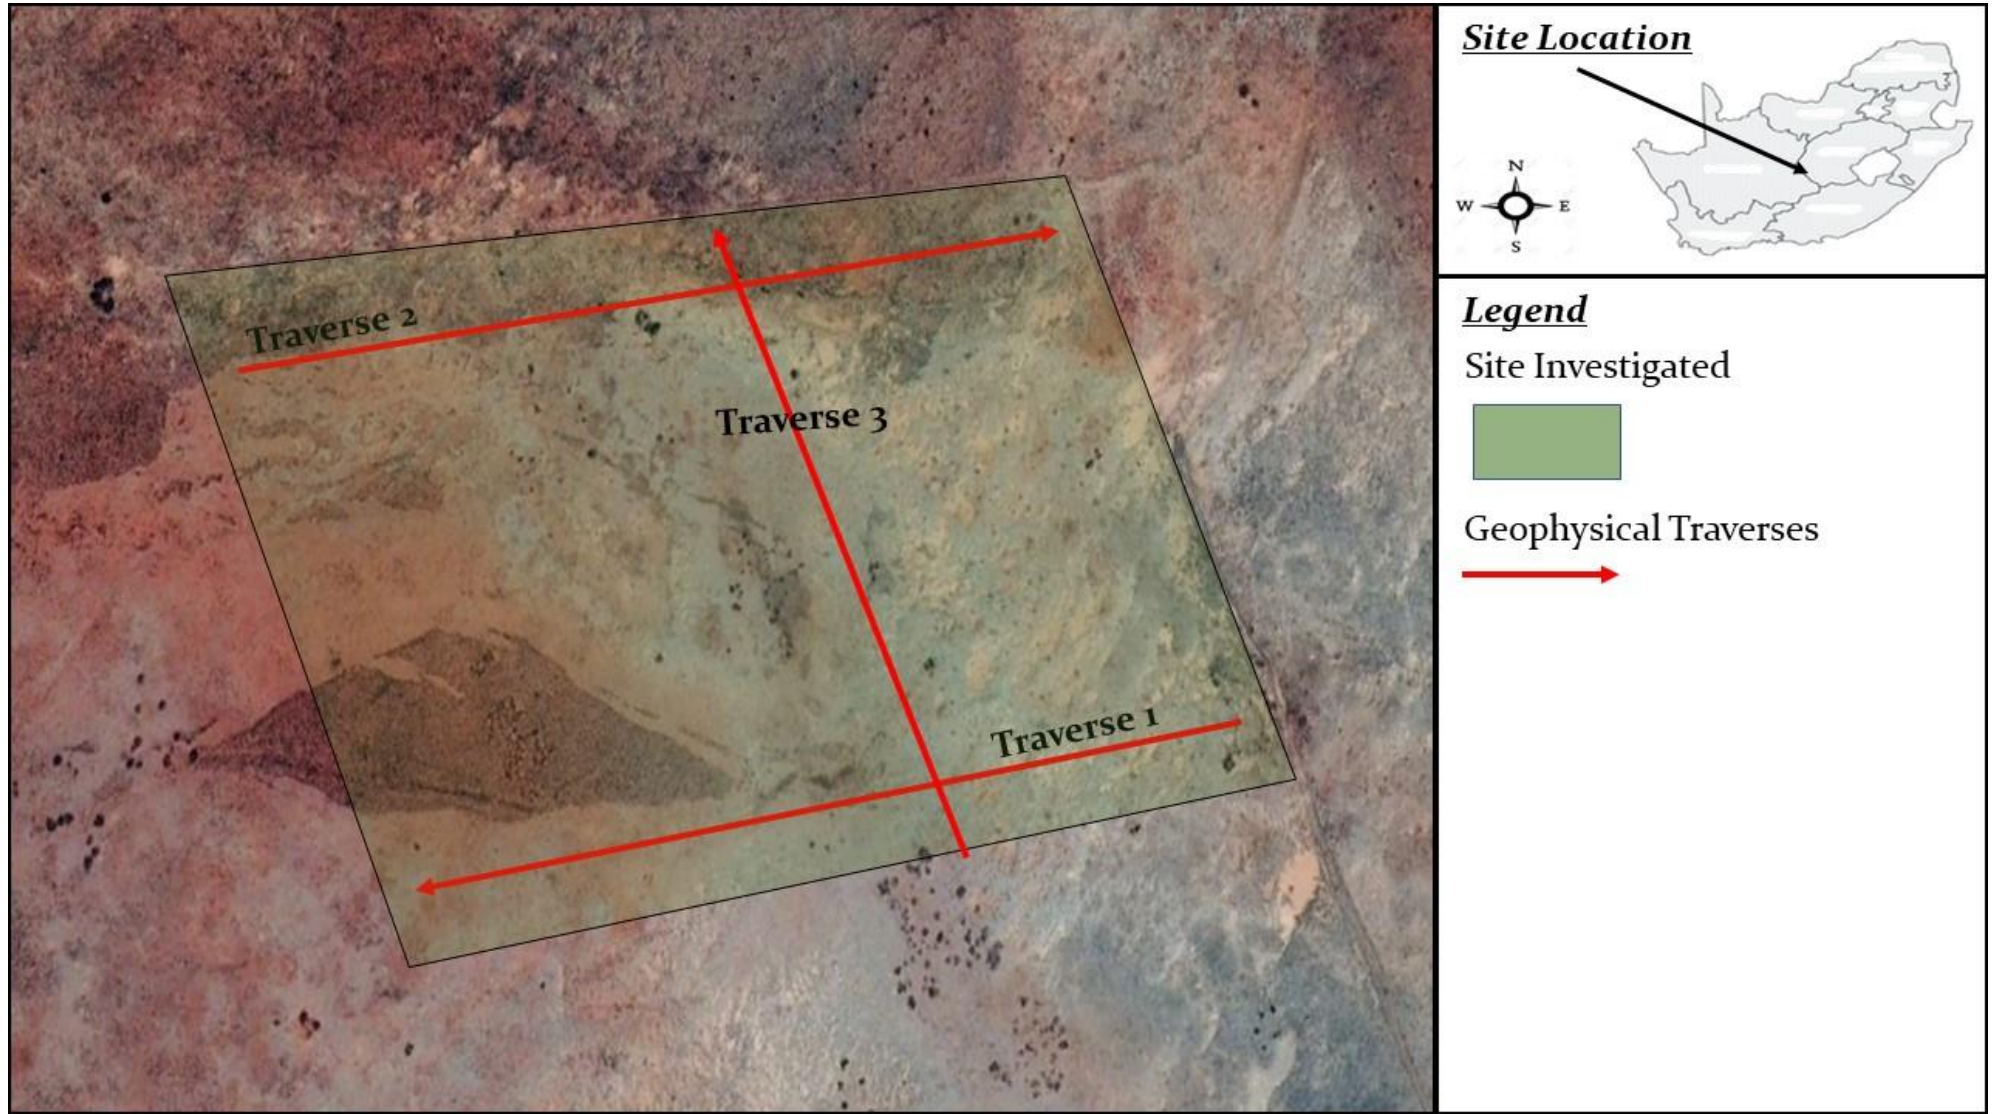 Site Location
N
W
E
S
Legend
Site Investigated
Geophysical Traverses
Traverse 2
Traverse 3
Traverse 1